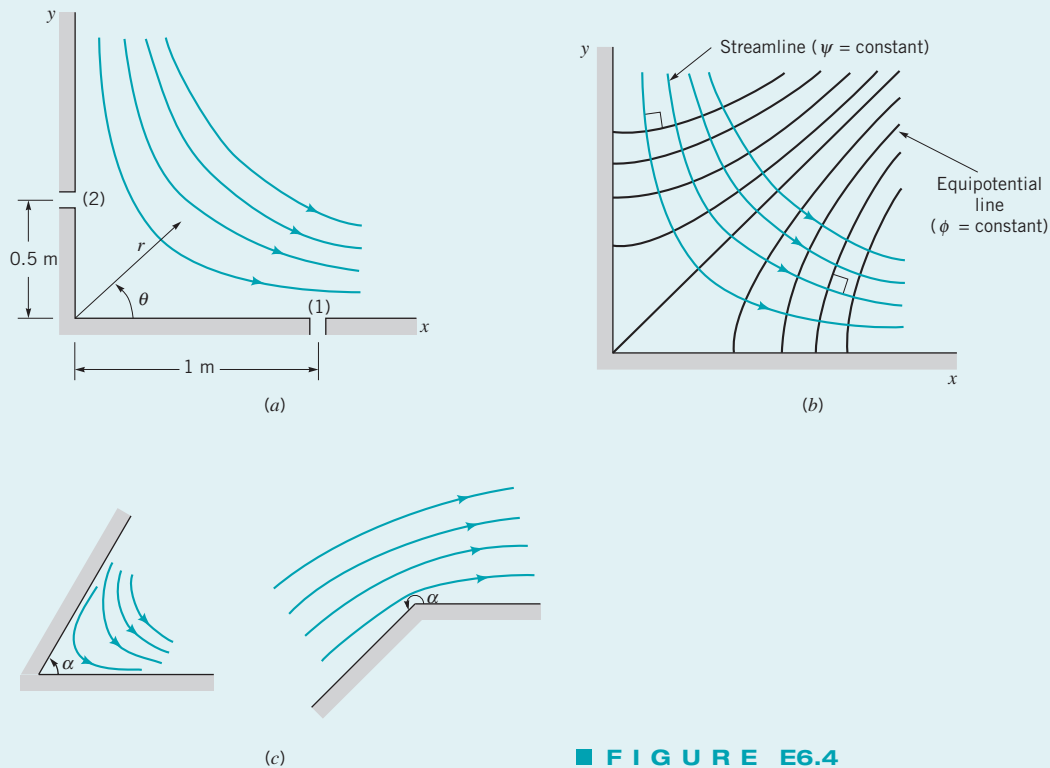 y
(2)
0.5 m
r
θ
(1)
x
1 m
(a)
y
Streamline (ψ = constant)
Equipotential
line
(ϕ = constant)
x
(b)
α
α
(c)
FIGURE E6.4